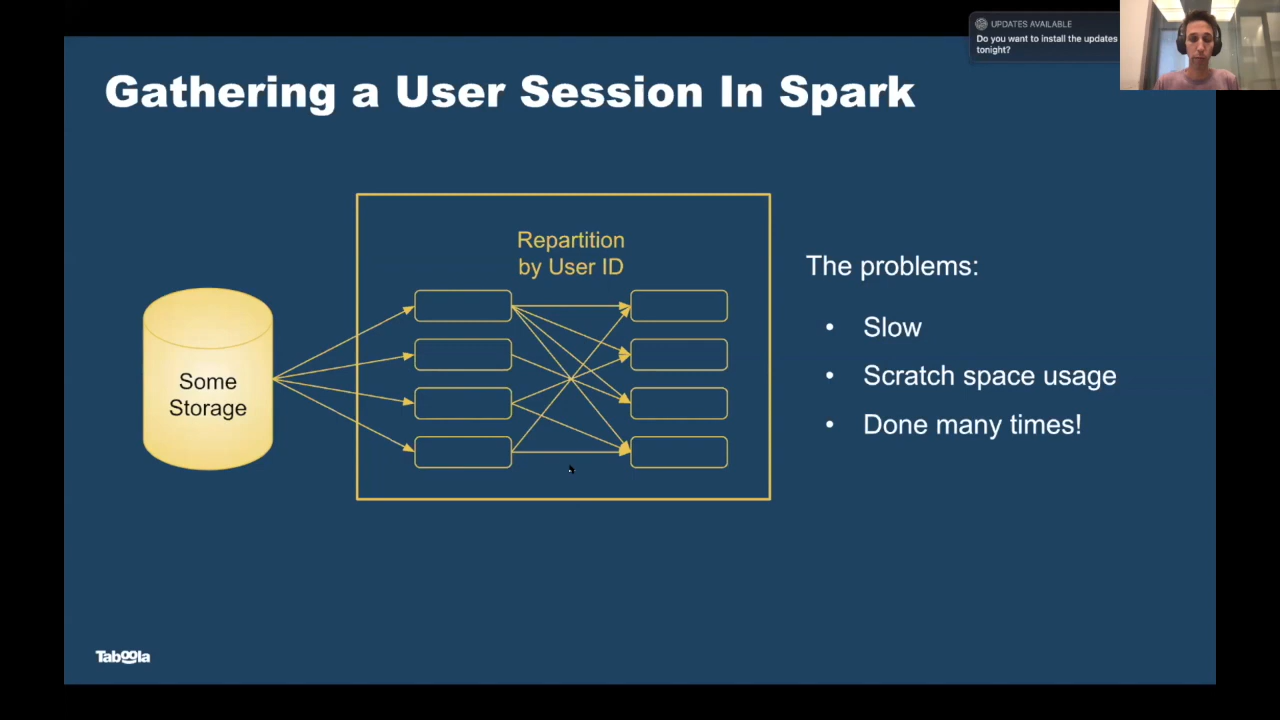 UPDATES AVAILABLE
Do you want to install the updates
tonight?
Gathering a User Session In Spark
Repartition
by User ID
Some
Storage
The problems:
• Slow
• Scratch space usage
• Done many times!
Taboola